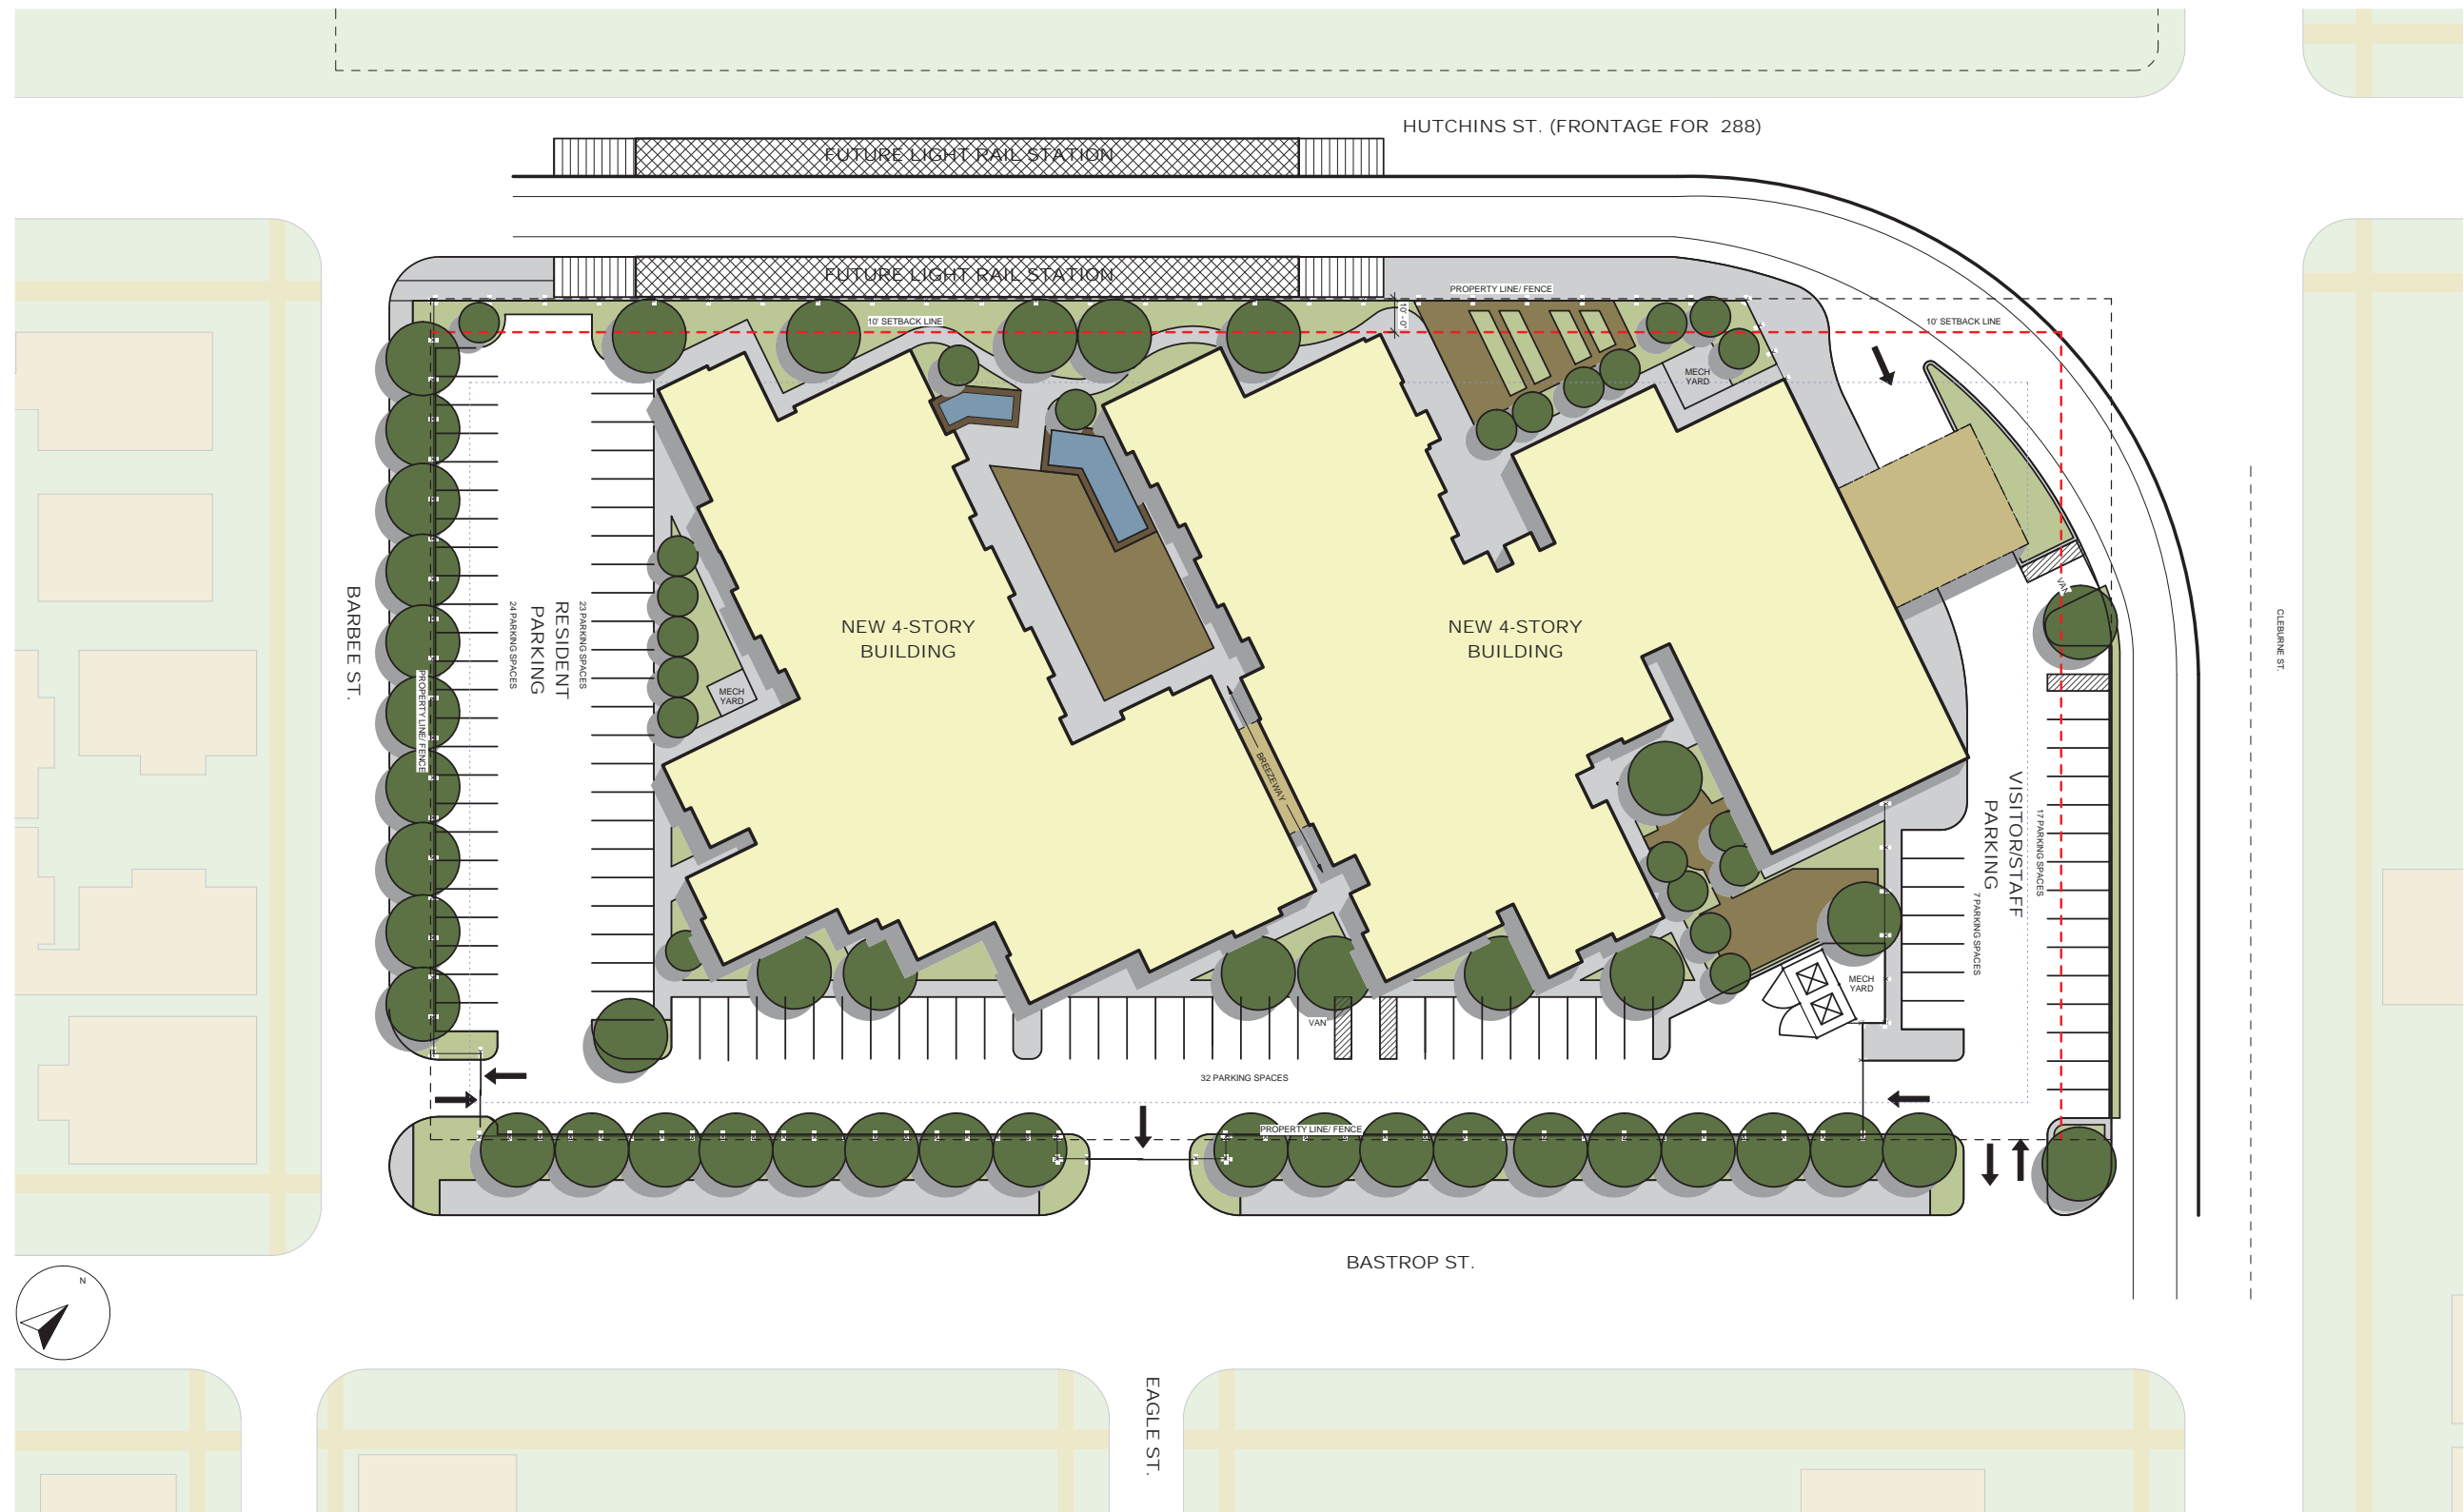 HUTCHINS ST. (FRONTAGE FOR 288)
FUTURE LIGHT RAIL STATION
FUTURE LIGHT RAIL STATION
PROPERTY LINE/ FENCE
10' SETBACK LINE
10' - 0"
10' SETBACK LINE
MECH
YARD
VAN
BARBEE ST.
24 PARKING SPACES
RESIDENT
PARKING
23 PARKING SPACES
PROPERTY LINE/ FENCE
MECH
YARD
NEW 4-STORY
BUILDING
NEW 4-STORY
BUILDING
BREEZEWAY
CLEBURNE ST.
VISITOR/STAFF
PARKING
17 PARKING SPACES
7 PARKING SPACES
MECH
YARD
VAN
32 PARKING SPACES
PROPERTY LINE/ FENCE
BASTROP ST.
N
EAGLE ST.